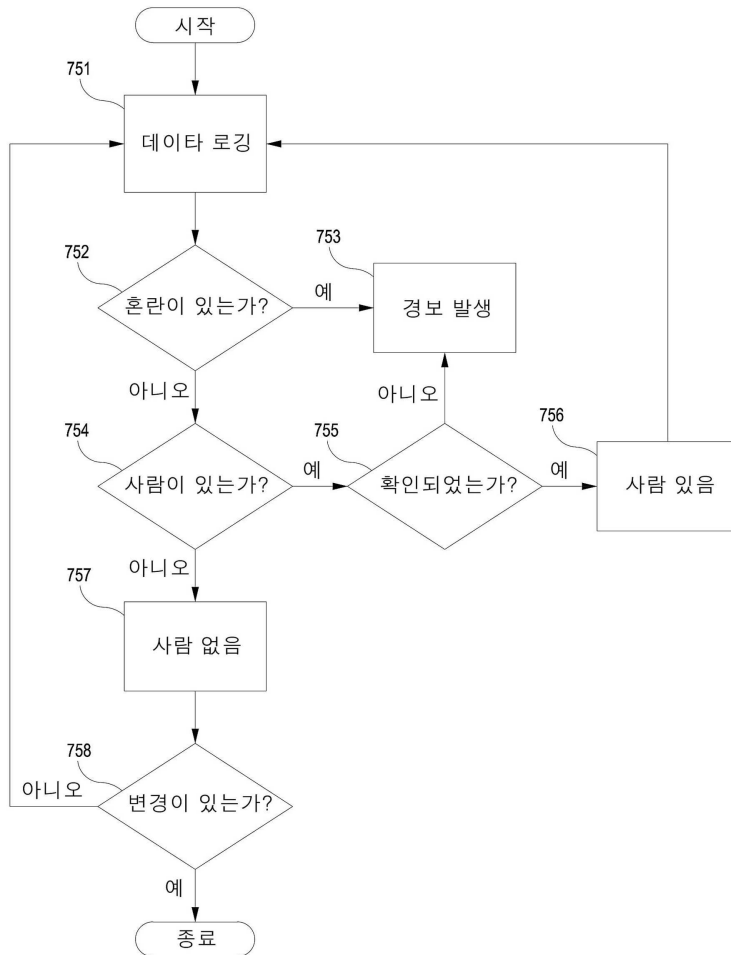 시작
751
데이타 로깅
752
혼란이 있는가?
예
753
경보 발생
아니오
아니오
754
사람이 있는가?
예
755
확인되었는가?
예
756
사람 있음
아니오
757
사람 없음
758
아니오
변경이 있는가?
예
종료